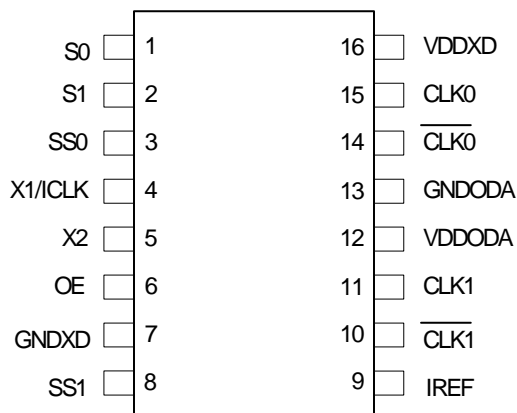 S0 1 16 VDDXD
S1 2 15 CLK0
SS0 3 14 CLK0
X1/ICLK 4 13 GNDODA
X2 5 12 VDDODA
OE 6 11 CLK1
GNDXD 7 10 CLK1
SS1 8 9 IREF